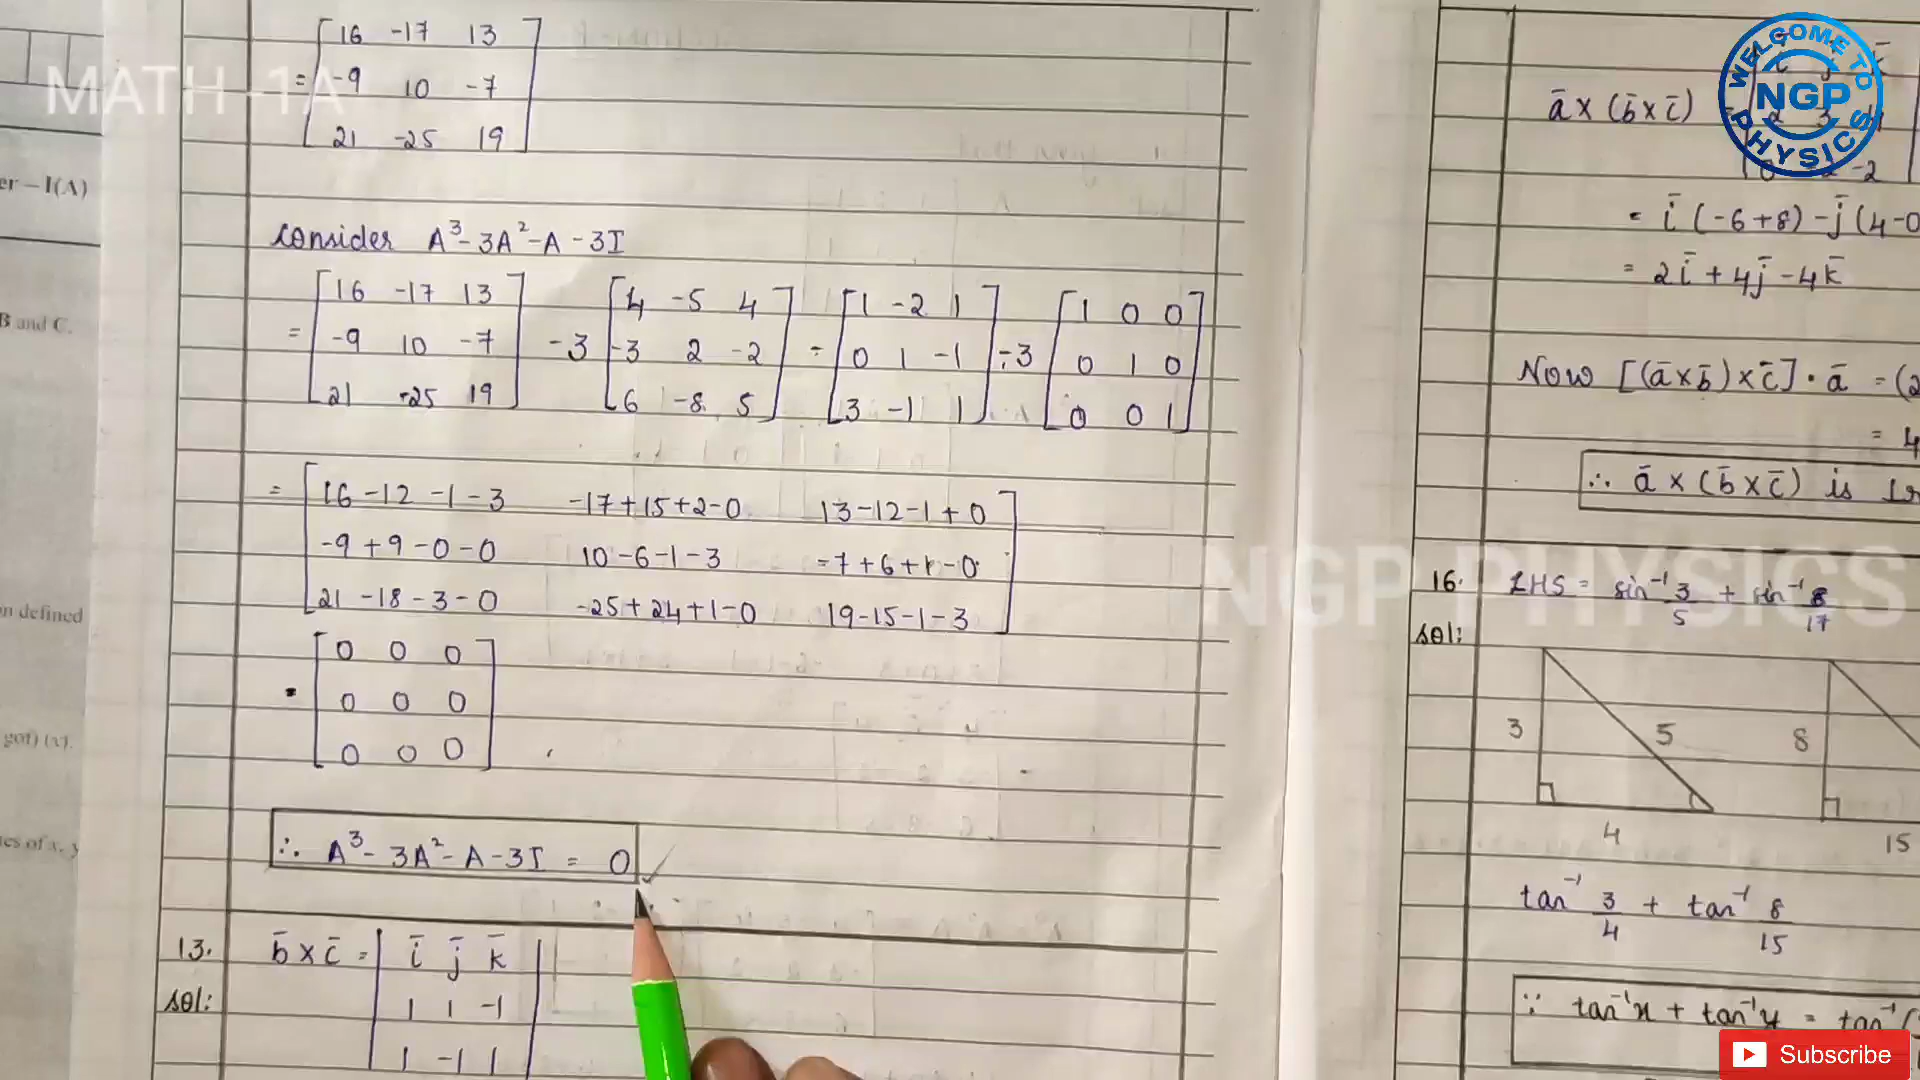 = [ 16 -17 13
-9 10 -7
21 -25 19 ]
consider A³ - 3A² - A - 3I
= [ 16 -17 13 ] - 3 [ 4 -5 4 ] - [ 1 -2 1 ] - 3 [ 1 0 0 ]
-9 10 -7 -3 2 -2 0 1 -1 0 1 0
21 -25 19 6 -8 5 3 -1 1 0 0 1
= [ 16-12-1-3 -17+15+2-0 13-12-1+0
-9+9-0-0 10-6-1-3 -7+6+1-0
21-18-3-0 -25+24+1-0 19-15-1-3 ]
= [ 0 0 0
0 0 0
0 0 0 ]
∴ A³ - 3A² - A - 3I = 0
13. b̄ × c̄ = | ī j̄ k̄ |
sol: 1 1 -1
1 -1 1
ā × (b̄ × c̄)
= ī(-6+8) - j̄(4-0
= 2ī + 4j̄ - 4k̄
Now [(ā×b̄)×c̄]·ā = (2
= 4
∴ ā × (b̄ × c̄) is
16. LHS = sin⁻¹ 3/5 + sin⁻¹ 8/17
sol:
3 5 8
4 15
tan⁻¹ 3/4 + tan⁻¹ 8/15
∵ tan⁻¹x + tan⁻¹y = tan⁻¹(
er – I(A)
B and C.
n defined
got) (x).
es of x, y
MATH -1A
NGP PHYSICS
WELCOME TO
NGP
PHYSICS
Subscribe